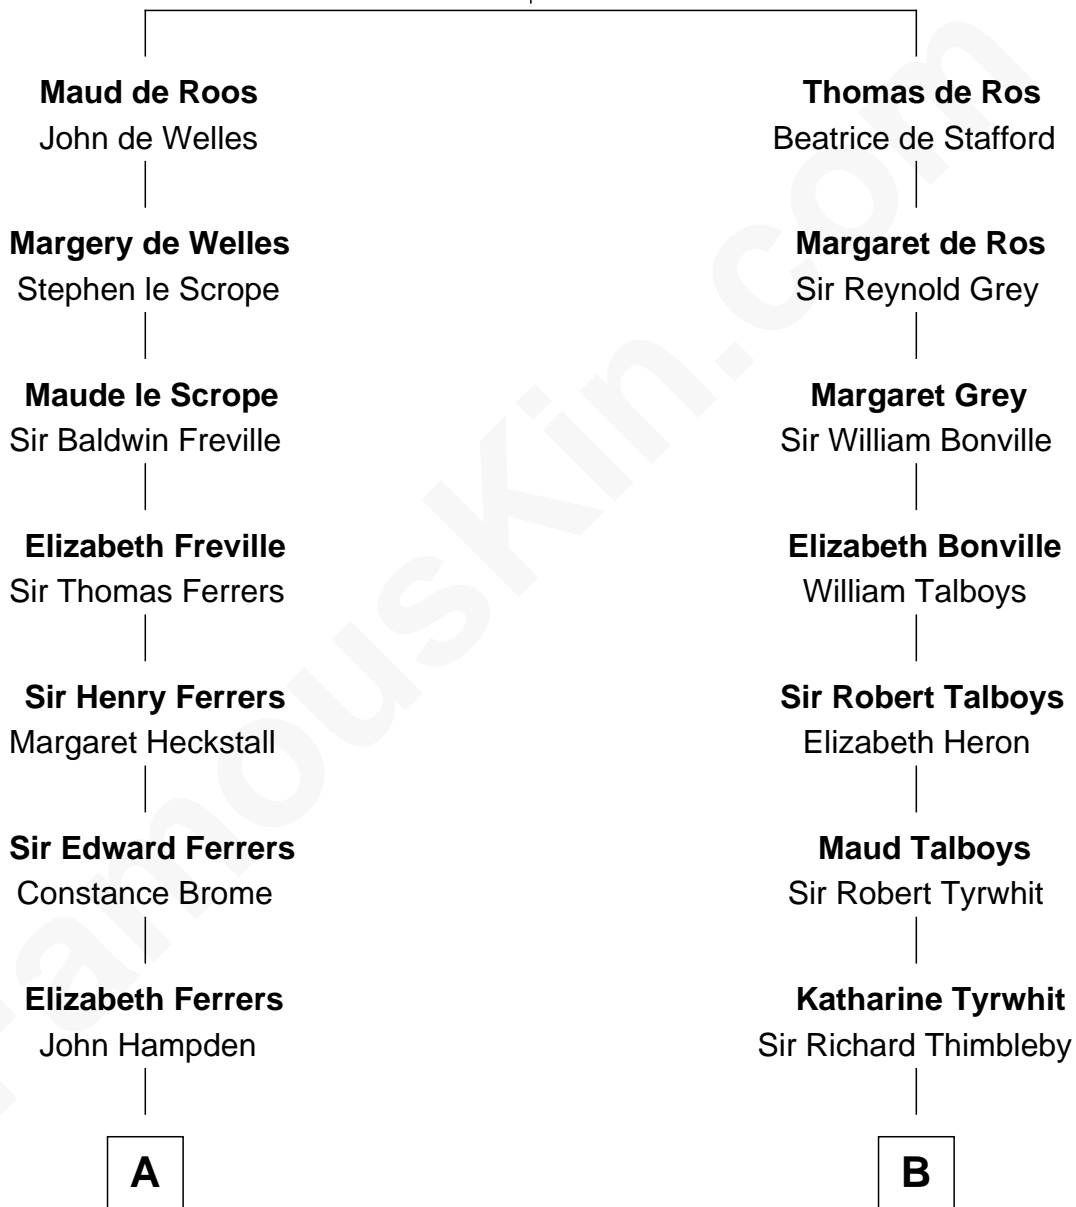 Maud de Roos
John de Welles
Margery de Welles
Stephen le Scrope
Maude le Scrope
Sir Baldwin Freville
Elizabeth Freville
Sir Thomas Ferrers
Sir Henry Ferrers
Margaret Heckstall
Sir Edward Ferrers
Constance Brome
Elizabeth Ferrers
John Hampden
A
Thomas de Ros
Beatrice de Stafford
Margaret de Ros
Sir Reynold Grey
Margaret Grey
Sir William Bonville
Elizabeth Bonville
William Talboys
Sir Robert Talboys
Elizabeth Heron
Maud Talboys
Sir Robert Tyrwhit
Katharine Tyrwhit
Sir Richard Thimbleby
B
FamousKin.com